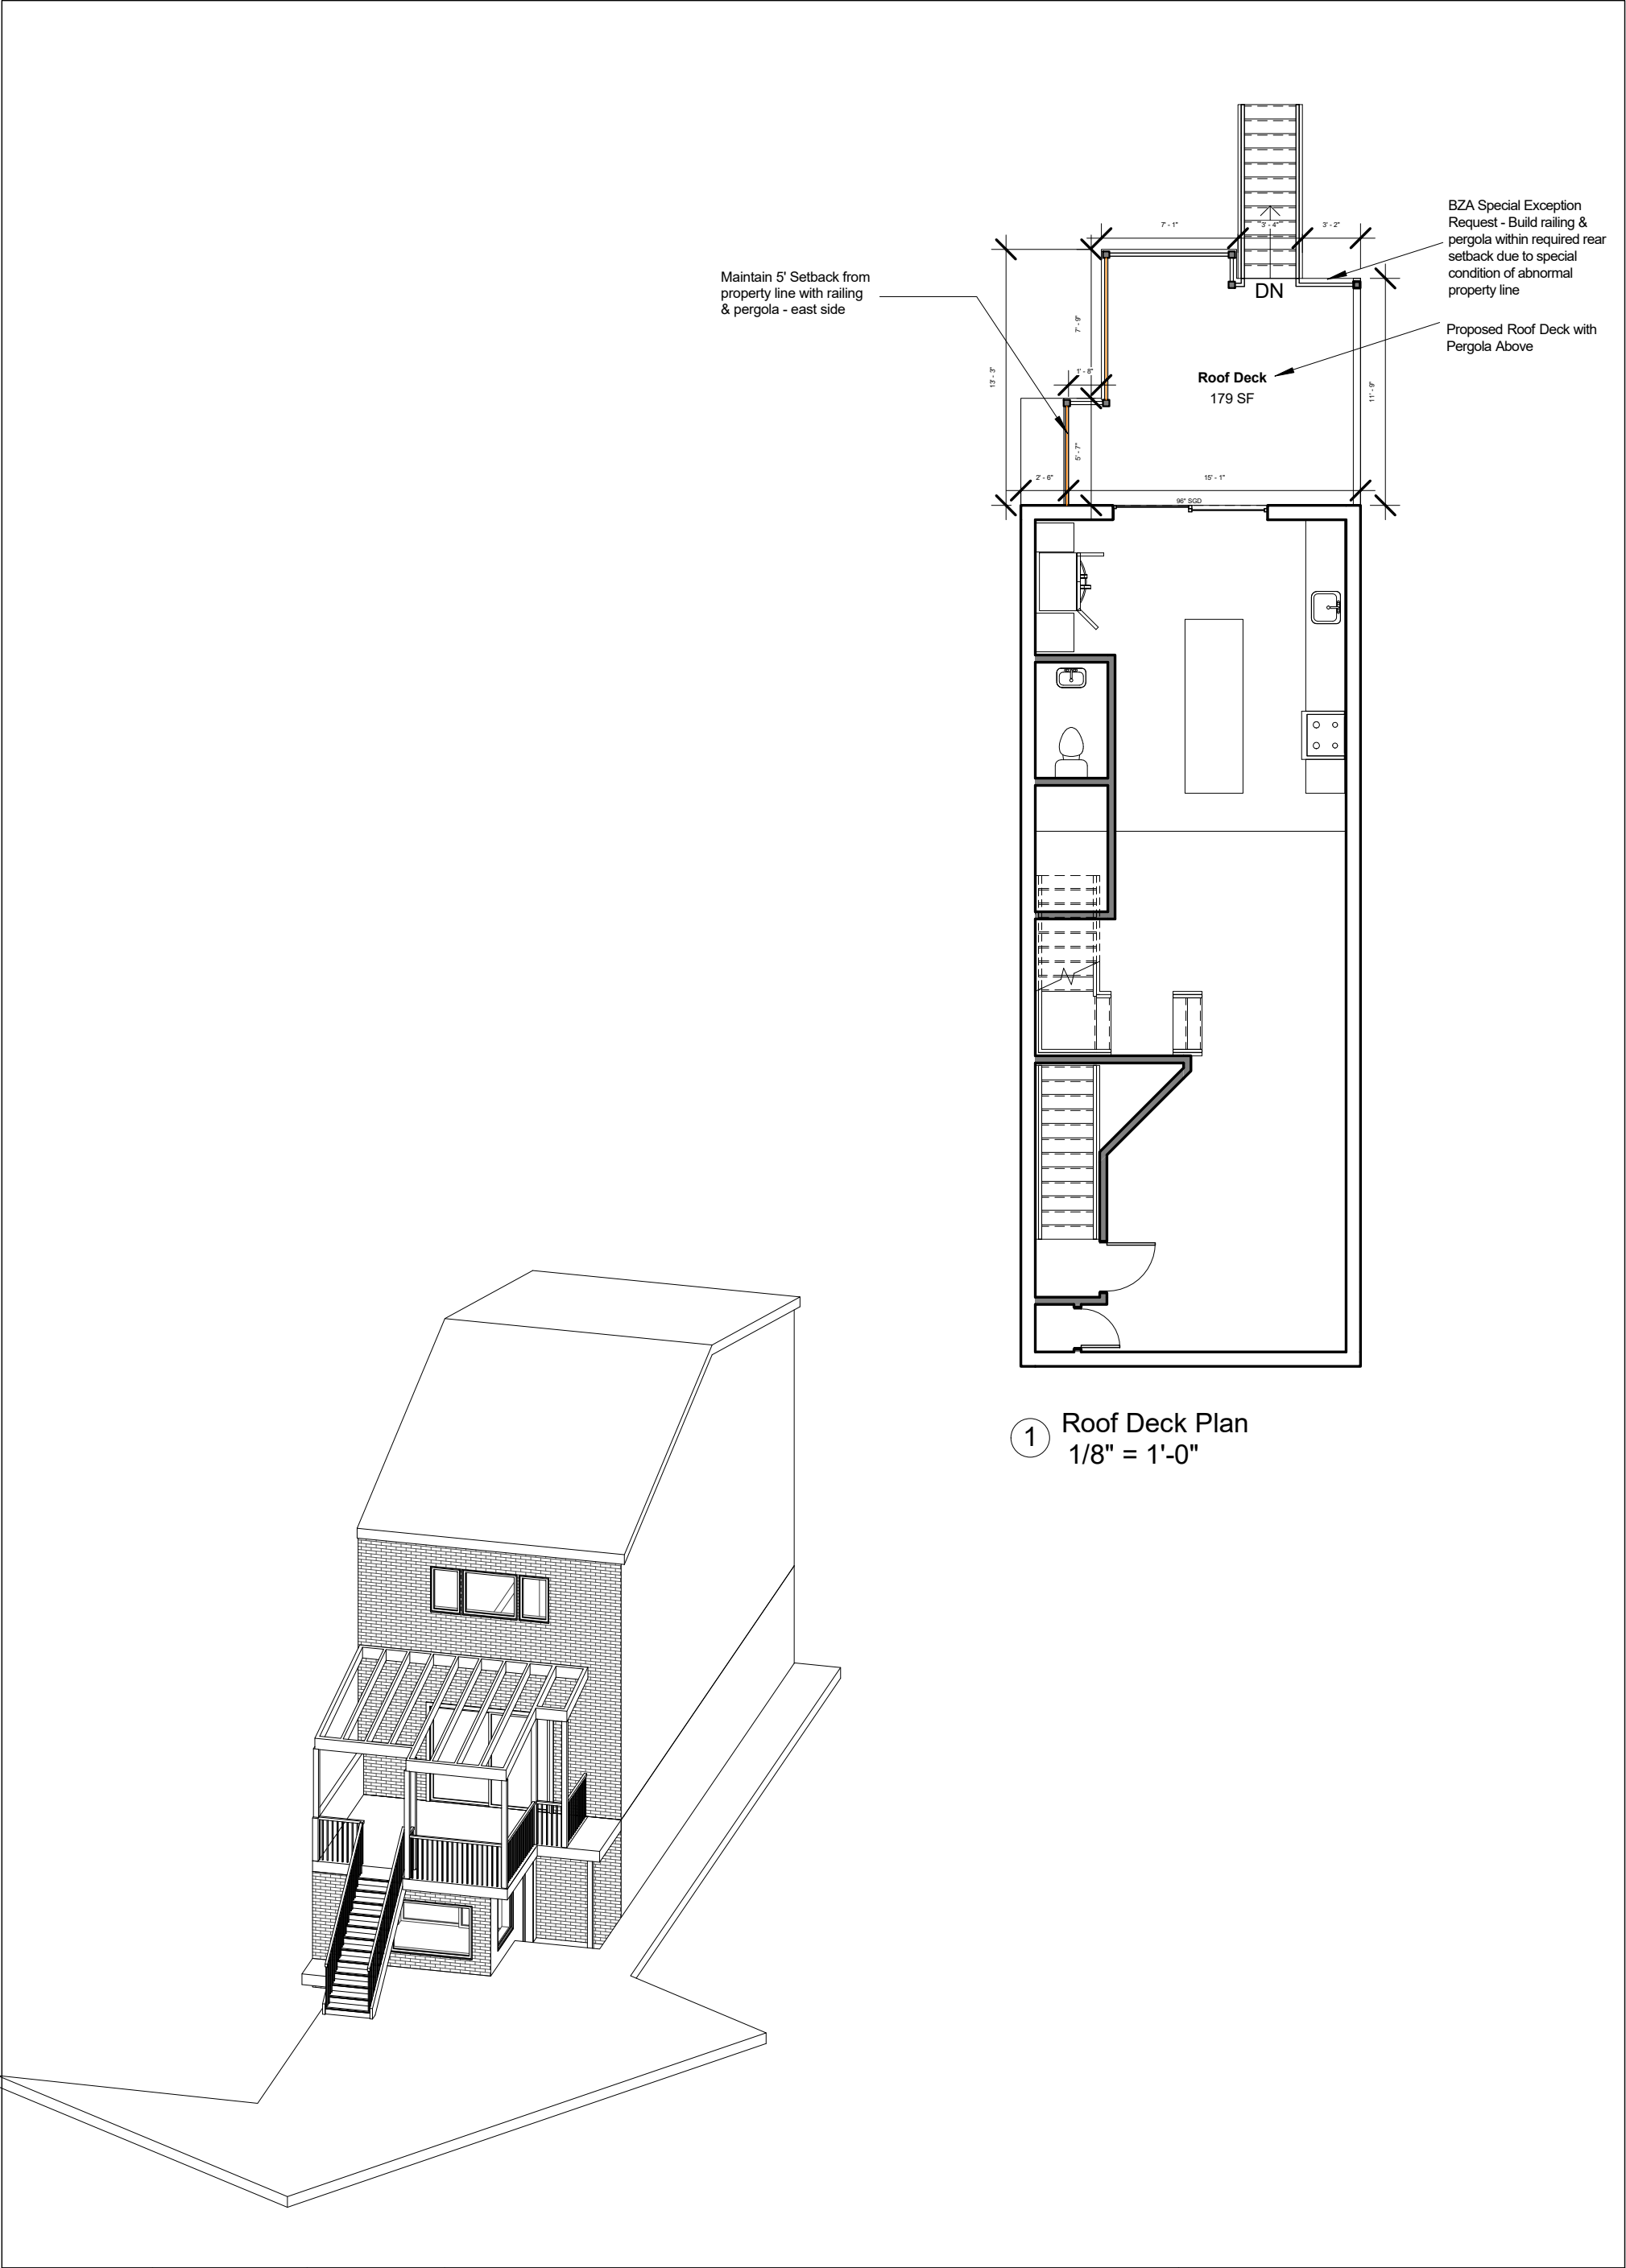 7' - 1"
3' - 4"
3' - 2"
BZA Special Exception
Request - Build railing &
pergola within required rear
setback due to special
condition of abnormal
property line
Maintain 5' Setback from
property line with railing
& pergola - east side
DN
Proposed Roof Deck with
Pergola Above
7' - 9"
13' - 3"
1' - 8"
Roof Deck
179 SF
11' - 9"
5' - 7"
2' - 6"
15' - 1"
96" SGD
1
Roof Deck Plan
1/8" = 1'-0"